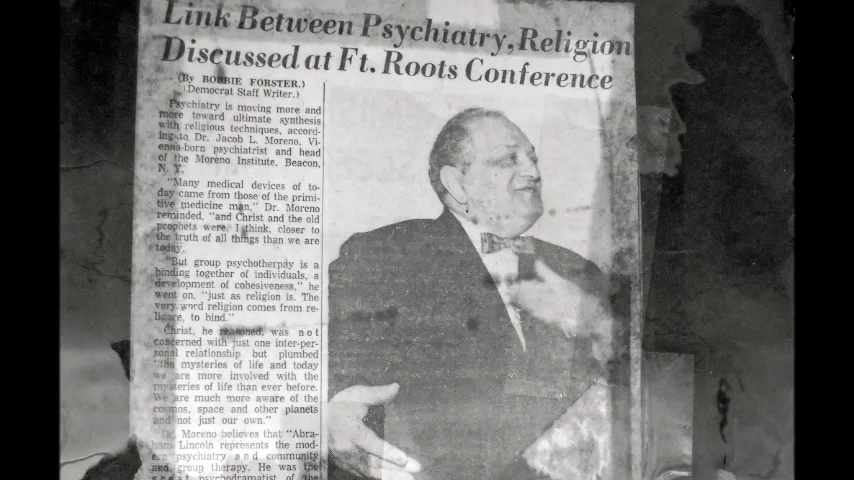 Link Between Psychiatry, Religion
Discussed at Ft. Roots Conference
(By BOBBIE FORSTER.)
(Democrat Staff Writer.)
Psychiatry is moving more and
more toward ultimate synthesis
with religious techniques, accord-
ing to Dr. Jacob L. Moreno, Vi-
enna-born psychiatrist and head
of the Moreno Institute, Beacon,
N. Y.
"Many medical devices of to-
day came from those of the primi-
tive medicine man," Dr. Moreno
reminded, "and Christ and the old
prophets were, I think, closer to
the truth of all things than we are
today.
"But group psychotherpay is a
binding together of individuals, a
development of cohesiveness," he
went on, "just as religion is. The
very word religion comes from re-
ligare, to bind."
Christ, he reasoned, was not
concerned with just one inter-per-
sonal relationship but plumbed
"the mysteries of life and today
we are more involved with the
mysteries of life than ever before.
We are much more aware of the
cosmos, space and other planets
and not just our own."
Dr. Moreno believes that "Abra-
ham Lincoln represents the mod-
ern psychiatry and community
and group therapy. He was the
great psychodramatist of the